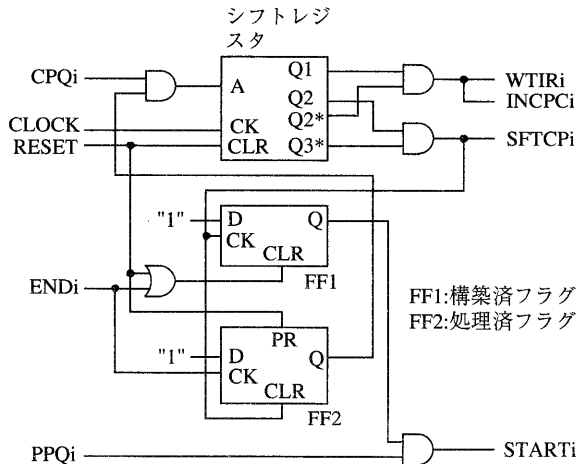 シフトレジ
スタ
CPQi
A
Q1
WTIRi
INCPCi
Q2
Q2*
CLOCK
CK
RESET
CLR
Q3*
SFTCPi
"1"
D
Q
CK
CLR
FF1
ENDi
FF1:構築済フラグ
FF2:処理済フラグ
PR
"1"
D
Q
CK
CLR
FF2
PPQi
STARTi